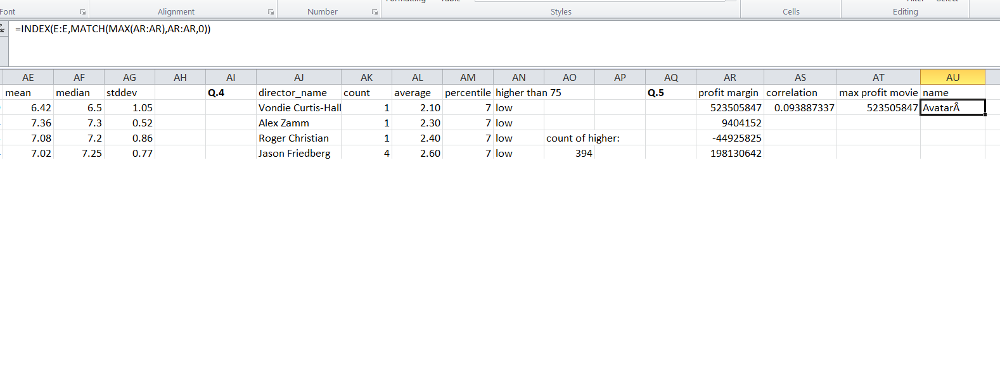 Font Alignment Number Styles Cells Editing
=INDEX(E:E,MATCH(MAX(AR:AR),AR:AR,0))
AE AF AG AH AI AJ AK AL AM AN AO AP AQ AR AS AT AU
mean median stddev Q.4 director_name count average percentile higher than 75 Q.5 profit margin correlation max profit movie name
6.42 6.5 1.05 Vondie Curtis-Hall 1 2.10 7 low 523505847 0.093887337 523505847 AvatarÂ
7.36 7.3 0.52 Alex Zamm 1 2.30 7 low 9404152
7.08 7.2 0.86 Roger Christian 1 2.40 7 low count of higher: -44925825
7.02 7.25 0.77 Jason Friedberg 4 2.60 7 low 394 198130642